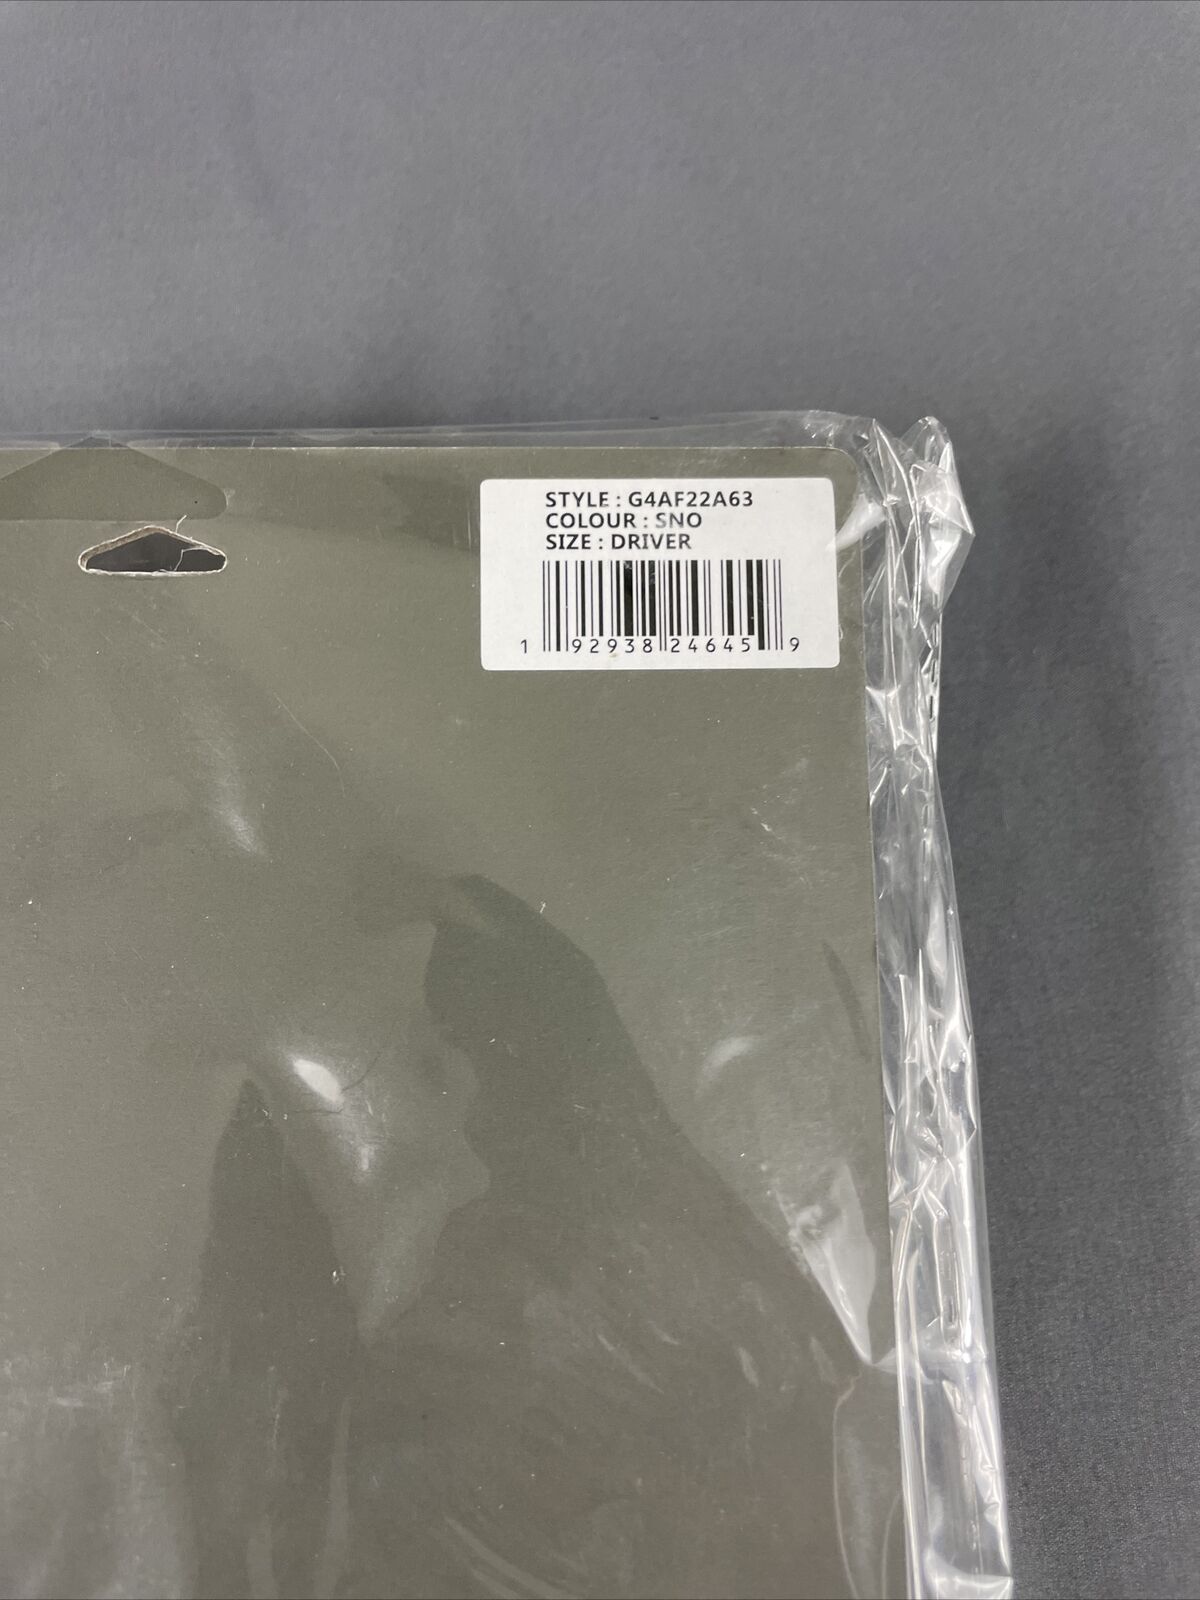 STYLE : G4AF22A63
COLOUR : SNO
SIZE : DRIVER
1 92938 24645 9